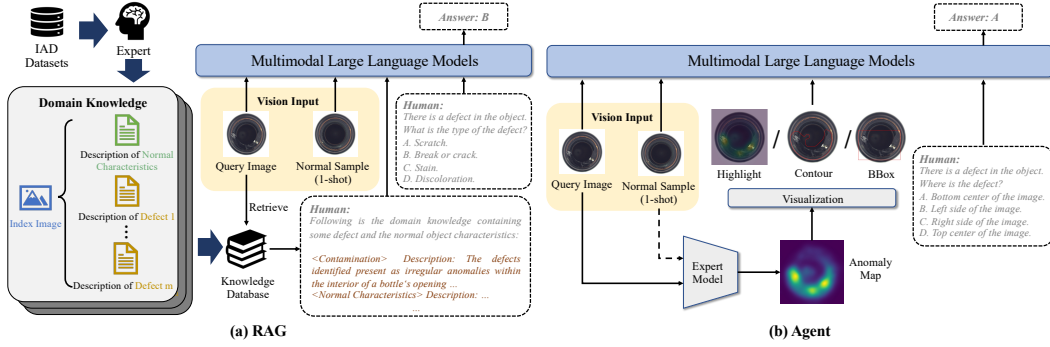 IAD
Datasets
Expert
Domain Knowledge
Index Image
Description of Normal
Characteristics
Description of Defect 1
Description of Defect m
Answer: B
Multimodal Large Language Models
Vision Input
Query Image
Normal Sample
(1-shot)
Human:
There is a defect in the object.
What is the type of the defect?
A. Scratch.
B. Break or crack.
C. Stain.
D. Discoloration.
Retrieve
Knowledge
Database
Human:
Following is the domain knowledge containing
some defect and the normal object characteristics:
<Contamination> Description: The defects
identified present as irregular anomalies within
the interior of a bottle's opening ...
<Normal Characteristics> Description: ...
...
(a) RAG
Answer: A
Multimodal Large Language Models
Vision Input
Query Image
Normal Sample
(1-shot)
Highlight
/
Contour
/
BBox
Visualization
Expert
Model
Anomaly
Map
Human:
There is a defect in the object.
Where is the defect?
A. Bottom center of the image.
B. Left side of the image.
C. Right side of the image.
D. Top center of the image.
(b) Agent